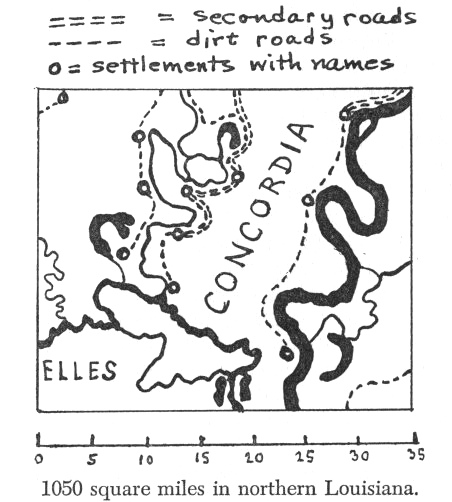 ==== = secondary roads
---- = dirt roads
o = settlements with names
CONCORDIA
ELLES
0 5 10 15 20 25 30 35
1050 square miles in northern Louisiana.